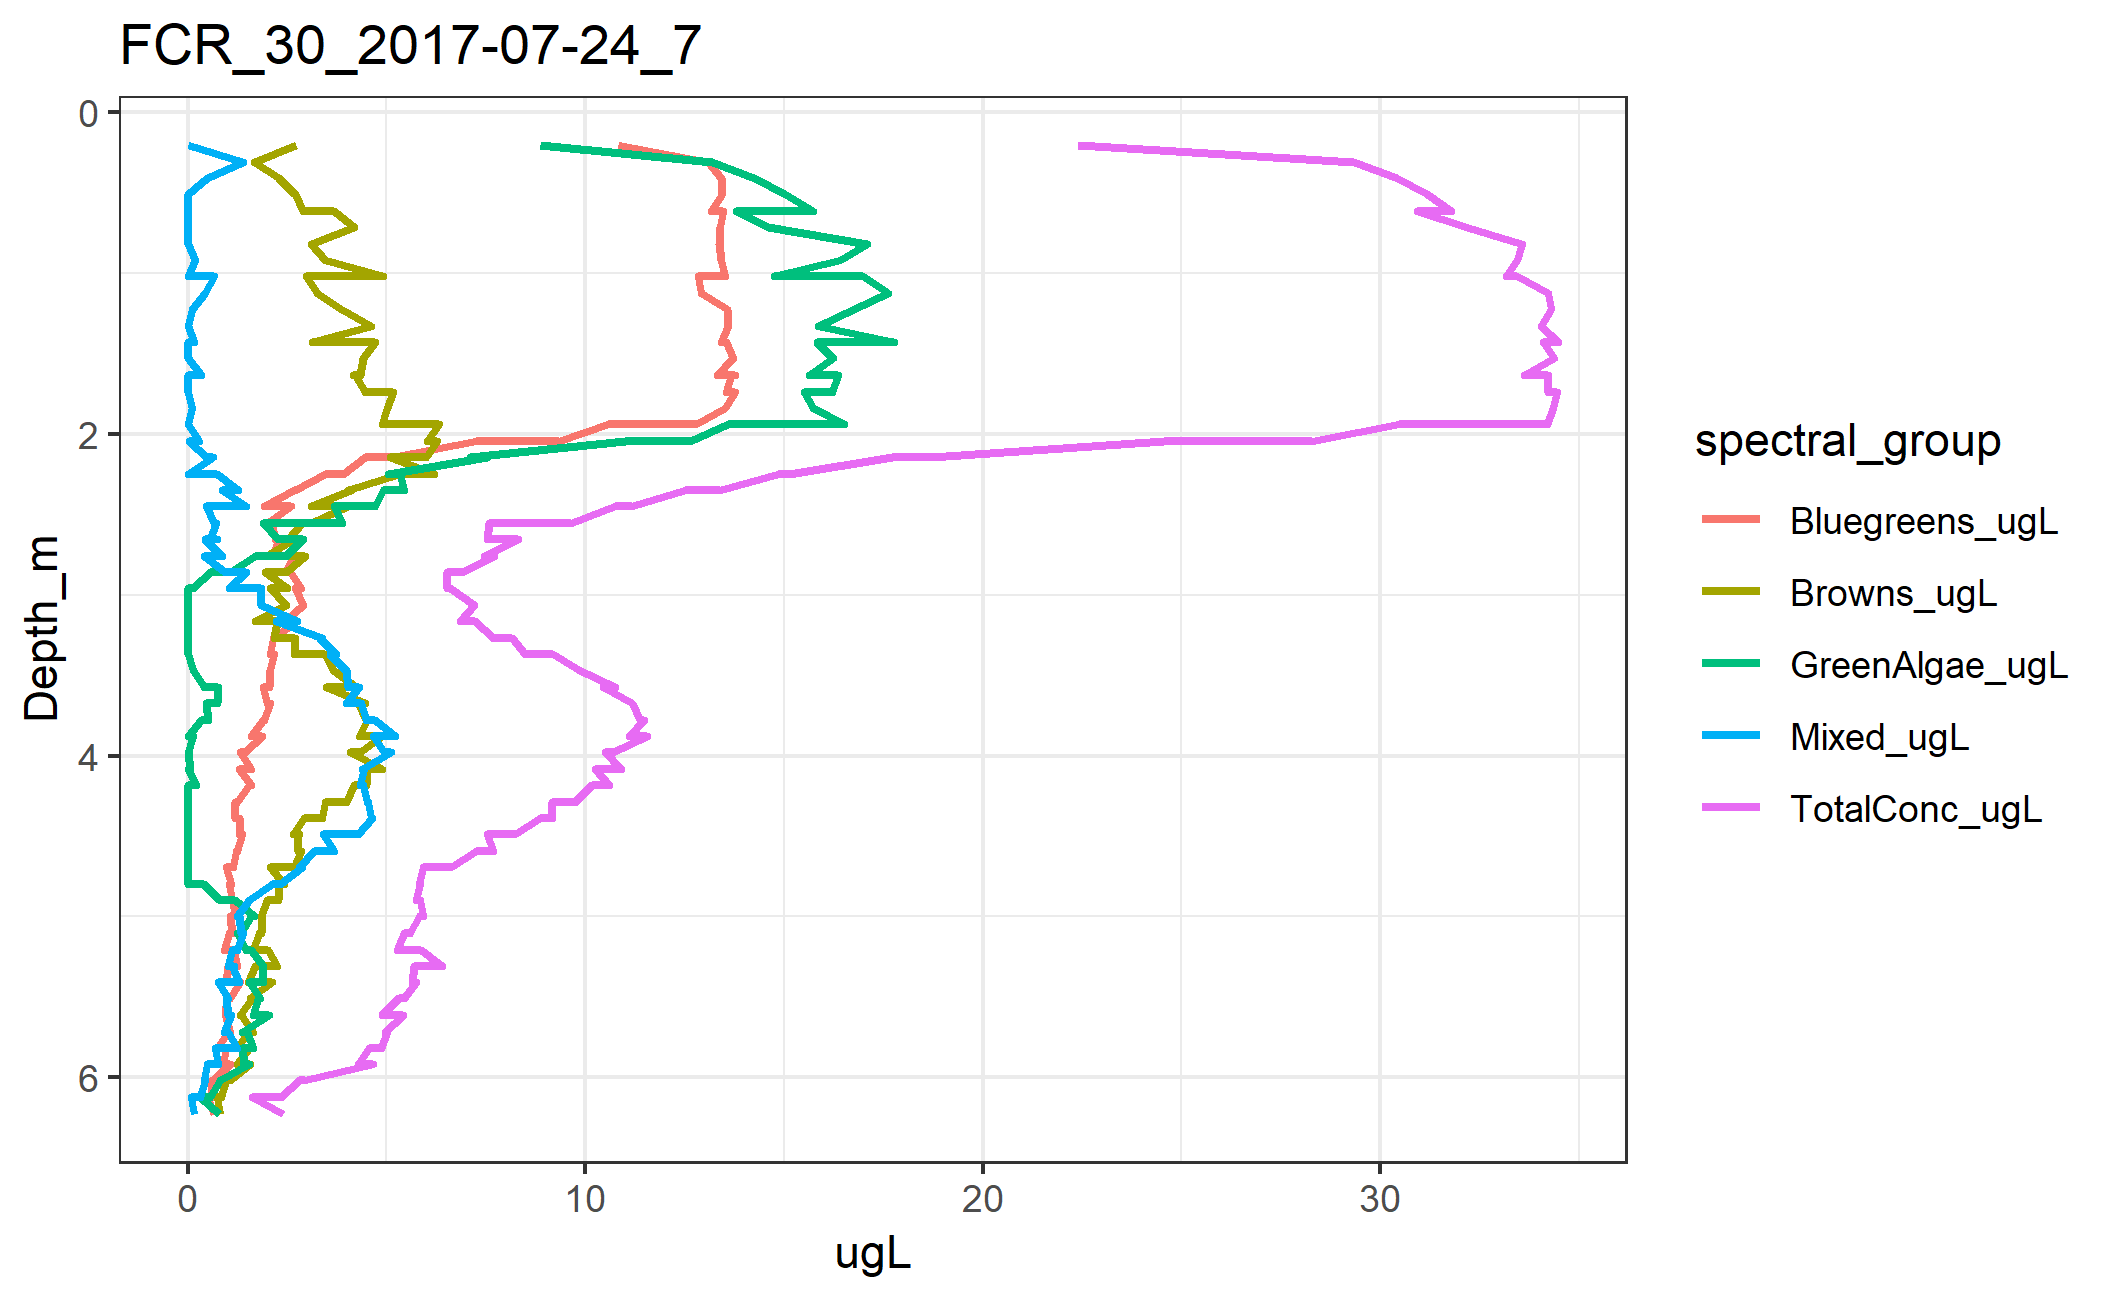 FCR_30_2017-07-24_7
0
2
4
6
Depth_m
0 10 20 30
ugL
spectral_group
Bluegreens_ugL
Browns_ugL
GreenAlgae_ugL
Mixed_ugL
TotalConc_ugL